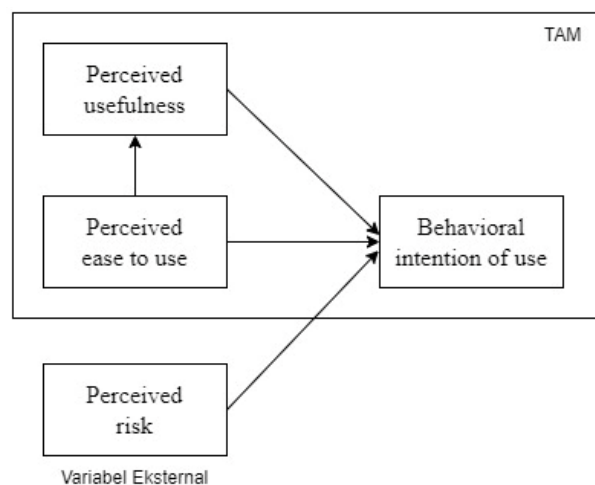 TAM
Perceived
usefulness
Perceived
ease to use
Behavioral
intention of use
Perceived
risk
Variabel Eksternal